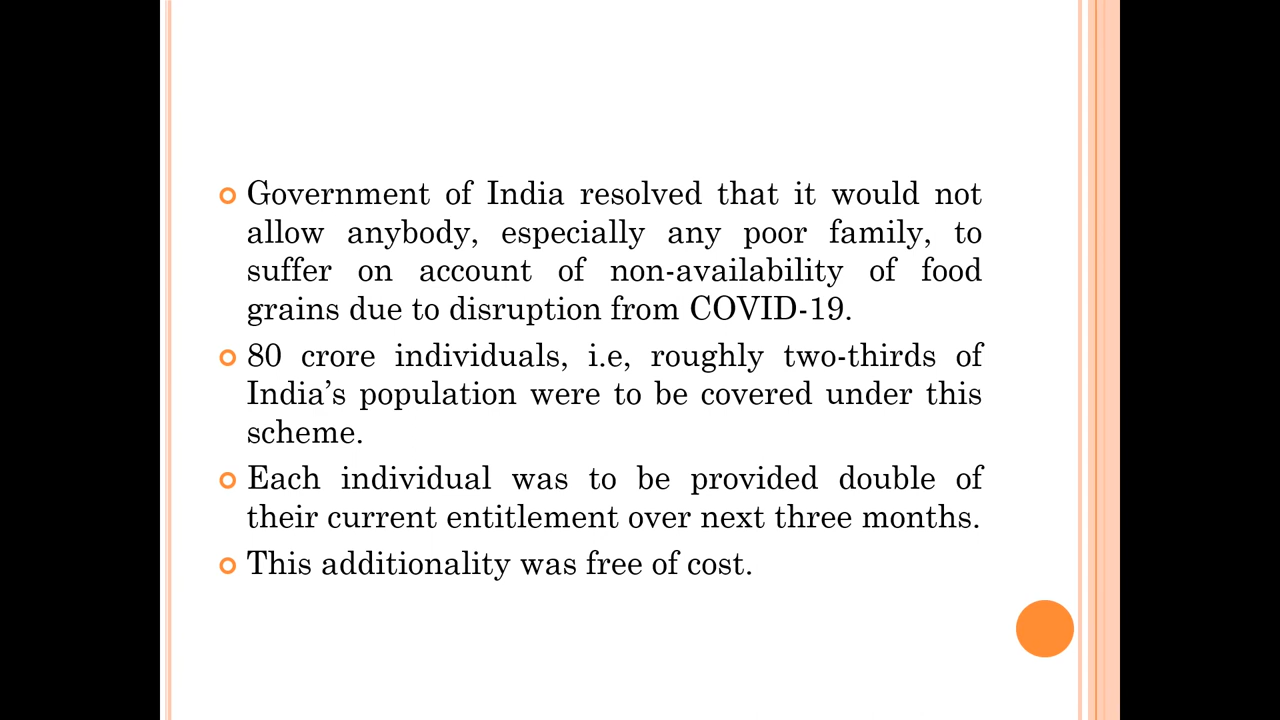 Government of India resolved that it would not
allow anybody, especially any poor family, to
suffer on account of non-availability of food
grains due to disruption from COVID-19.
80 crore individuals, i.e, roughly two-thirds of
India’s population were to be covered under this
scheme.
Each individual was to be provided double of
their current entitlement over next three months.
This additionality was free of cost.